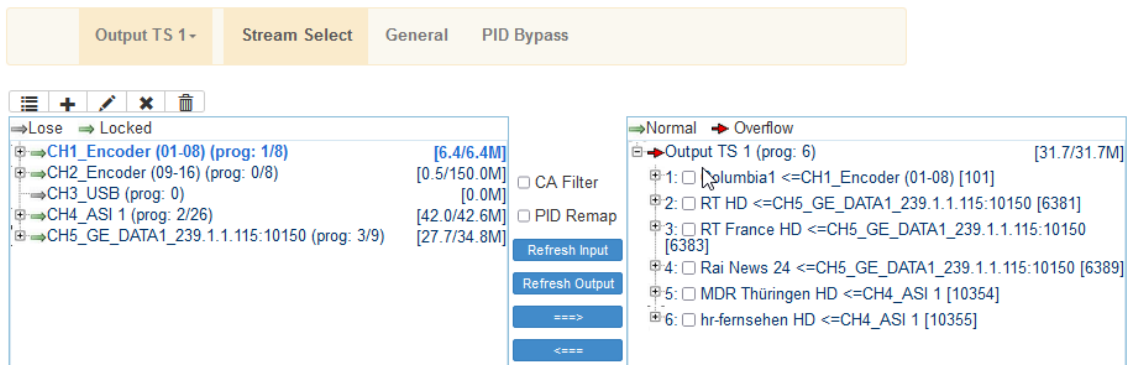 Output TS 1 Stream Select General PID Bypass
Lose Locked
CH1_Encoder (01-08) (prog: 1/8) [6.4/6.4M]
CH2_Encoder (09-16) (prog: 0/8) [0.5/150.0M]
CH3_USB (prog: 0) [0.0M]
CH4_ASI 1 (prog: 2/26) [42.0/42.6M]
CH5_GE_DATA1_239.1.1.115:10150 (prog: 3/9) [27.7/34.8M]
CA Filter
PID Remap
Refresh Input
Refresh Output
===>
<===
Normal Overflow
Output TS 1 (prog: 6) [31.7/31.7M]
1: Columbia1 <=CH1_Encoder (01-08) [101]
2: RT HD <=CH5_GE_DATA1_239.1.1.115:10150 [6381]
3: RT France HD <=CH5_GE_DATA1_239.1.1.115:10150
[6383]
4: Rai News 24 <=CH5_GE_DATA1_239.1.1.115:10150 [6389]
5: MDR Thüringen HD <=CH4_ASI 1 [10354]
6: hr-fernsehen HD <=CH4_ASI 1 [10355]